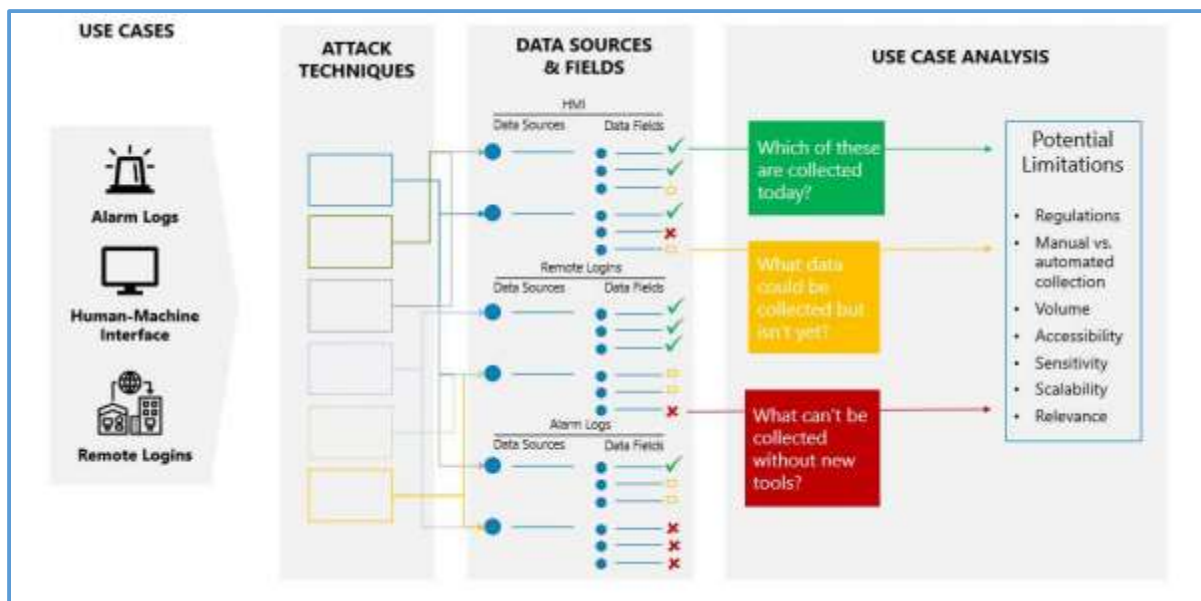 USE CASES
ATTACK
TECHNIQUES
DATA SOURCES
& FIELDS
USE CASE ANALYSIS
Alarm Logs
Human-Machine
Interface
Remote Logins
HMI
Data Sources Data Fields
Remote Logins
Data Sources Data Fields
Alarm Logs
Data Sources Data Fields
Which of these
are collected
today?
What data
could be
collected but
isn't yet?
What can't be
collected
without new
tools?
Potential
Limitations
• Regulations
• Manual vs.
automated
collection
• Volume
• Accessibility
• Sensitivity
• Scalability
• Relevance